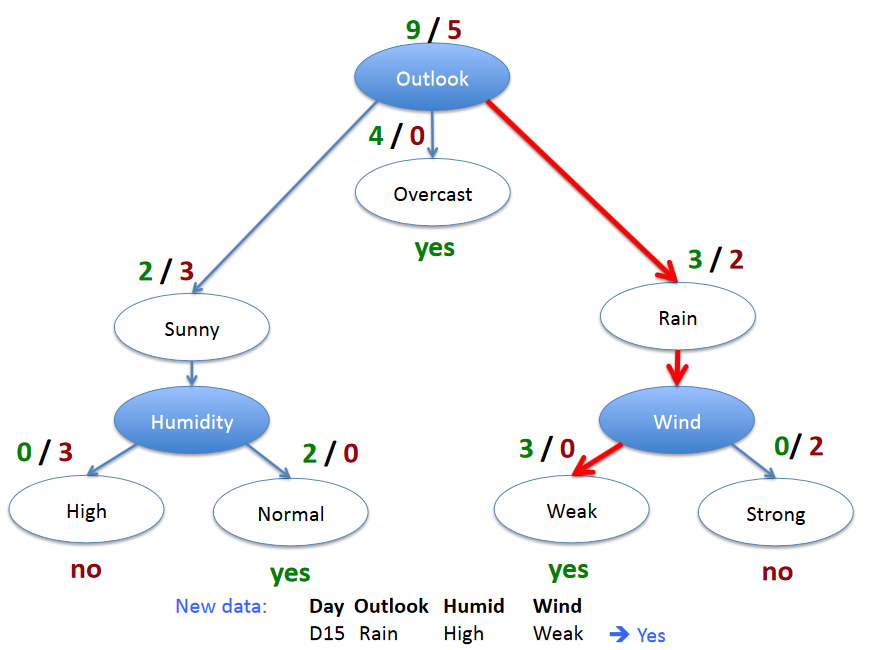 9 / 5
Outlook
4 / 0
Overcast
yes
2 / 3
3 / 2
Sunny
Rain
Humidity
Wind
0 / 3
2 / 0
3 / 0
0/ 2
High
Normal
Weak
Strong
no
yes
yes
no
New data: Day Outlook Humid Wind
D15 Rain High Weak ➔ Yes